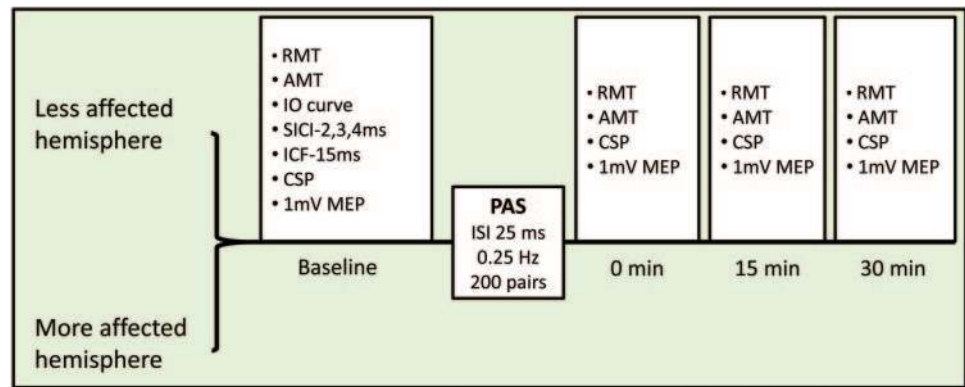 Less affected
hemisphere
More affected
hemisphere
• RMT
• AMT
• IO curve
• SICI-2,3,4ms
• ICF-15ms
• CSP
• 1mV MEP
Baseline
PAS
ISI 25 ms
0.25 Hz
200 pairs
• RMT
• AMT
• CSP
• 1mV MEP
0 min
• RMT
• AMT
• CSP
• 1mV MEP
15 min
• RMT
• AMT
• CSP
• 1mV MEP
30 min